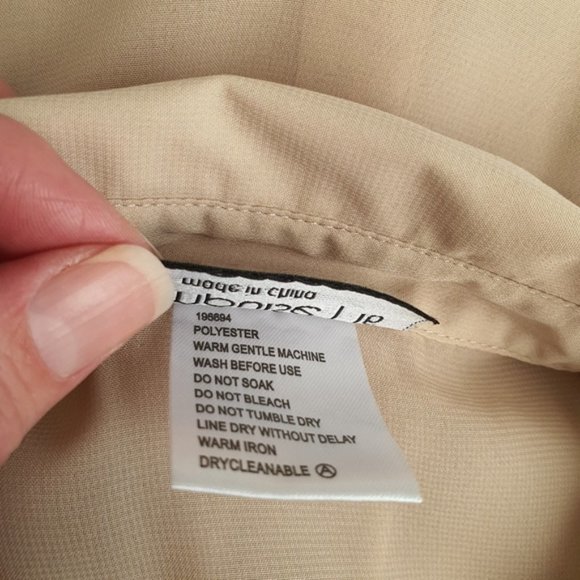 made in china
196694
POLYESTER
WARM GENTLE MACHINE
WASH BEFORE USE
DO NOT SOAK
DO NOT BLEACH
DO NOT TUMBLE DRY
LINE DRY WITHOUT DELAY
WARM IRON
DRYCLEANABLE Ⓐ